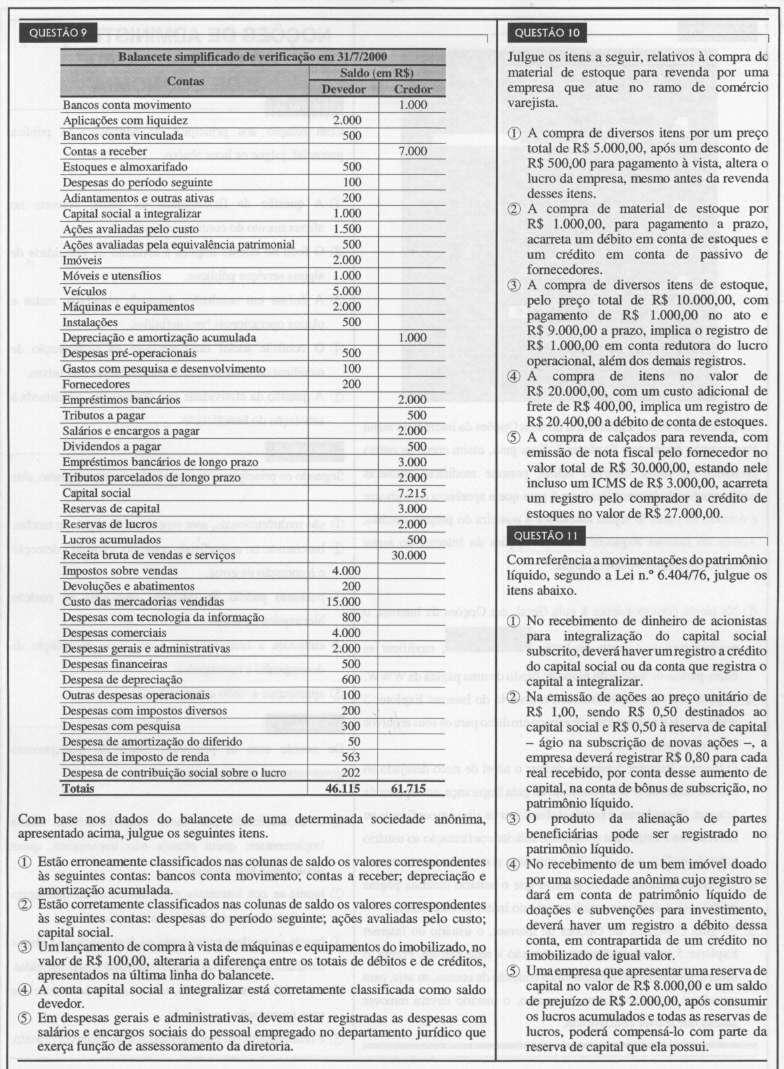 QUESTÃO 9
Balancete simplificado de verificação em 31/7/2000
Contas
Saldo (em R$)
Devedor Credor
Bancos conta movimento 1.000
Aplicações com liquidez 2.000
Bancos conta vinculada 500
Contas a receber 7.000
Estoques e almoxarifado 500
Despesas do período seguinte 100
Adiantamentos e outras ativas 200
Capital social a integralizar 1.000
Ações avaliadas pelo custo 1.500
Ações avaliadas pela equivalência patrimonial 500
Imóveis 2.000
Móveis e utensílios 1.000
Veículos 5.000
Máquinas e equipamentos 2.000
Instalações 500
Depreciação e amortização acumulada 1.000
Despesas pré-operacionais 500
Gastos com pesquisa e desenvolvimento 100
Fornecedores 200
Empréstimos bancários 2.000
Tributos a pagar 500
Salários e encargos a pagar 2.000
Dividendos a pagar 500
Empréstimos bancários de longo prazo 3.000
Tributos parcelados de longo prazo 2.000
Capital social 7.215
Reservas de capital 3.000
Reservas de lucros 2.000
Lucros acumulados 500
Receita bruta de vendas e serviços 30.000
Impostos sobre vendas 4.000
Devoluções e abatimentos 200
Custo das mercadorias vendidas 15.000
Despesas com tecnologia da informação 800
Despesas comerciais 4.000
Despesas gerais e administrativas 2.000
Despesas financeiras 500
Despesa de depreciação 600
Outras despesas operacionais 100
Despesas com impostos diversos 200
Despesas com pesquisa 300
Despesa de amortização do diferido 50
Despesa de imposto de renda 563
Despesa de contribuição social sobre o lucro 202
Totais 46.115 61.715
Com base nos dados do balancete de uma determinada sociedade anônima,
apresentado acima, julgue os seguintes itens.
① Estão erroneamente classificados nas colunas de saldo os valores correspondentes
às seguintes contas: bancos conta movimento; contas a receber; depreciação e
amortização acumulada.
② Estão corretamente classificados nas colunas de saldo os valores correspondentes
às seguintes contas: despesas do período seguinte; ações avaliadas pelo custo;
capital social.
③ Um lançamento de compra à vista de máquinas e equipamentos do imobilizado, no
valor de R$ 100,00, alteraria a diferença entre os totais de débitos e de créditos,
apresentados na última linha do balancete.
④ A conta capital social a integralizar está corretamente classificada como saldo
devedor.
⑤ Em despesas gerais e administrativas, devem estar registradas as despesas com
salários e encargos sociais do pessoal empregado no departamento jurídico que
exerça função de assessoramento da diretoria.
QUESTÃO 10
Julgue os itens a seguir, relativos à compra de
material de estoque para revenda por uma
empresa que atue no ramo de comércio
varejista.
① A compra de diversos itens por um preço
total de R$ 5.000,00, após um desconto de
R$ 500,00 para pagamento à vista, altera o
lucro da empresa, mesmo antes da revenda
desses itens.
② A compra de material de estoque por
R$ 1.000,00, para pagamento a prazo,
acarreta um débito em conta de estoques e
um crédito em conta de passivo de
fornecedores.
③ A compra de diversos itens de estoque,
pelo preço total de R$ 10.000,00, com
pagamento de R$ 1.000,00 no ato e
R$ 9.000,00 a prazo, implica o registro de
R$ 1.000,00 em conta redutora do lucro
operacional, além dos demais registros.
④ A compra de itens no valor de
R$ 20.000,00, com um custo adicional de
frete de R$ 400,00, implica um registro de
R$ 20.400,00 a débito de conta de estoques.
⑤ A compra de calçados para revenda, com
emissão de nota fiscal pelo fornecedor no
valor total de R$ 30.000,00, estando nele
incluso um ICMS de R$ 3.000,00, acarreta
um registro pelo comprador a crédito de
estoques no valor de R$ 27.000,00.
QUESTÃO 11
Com referência a movimentações do patrimônio
líquido, segundo a Lei n.º 6.404/76, julgue os
itens abaixo.
① No recebimento de dinheiro de acionistas
para integralização do capital social
subscrito, deverá haver um registro a crédito
do capital social ou da conta que registra o
capital a integralizar.
② Na emissão de ações ao preço unitário de
R$ 1,00, sendo R$ 0,50 destinados ao
capital social e R$ 0,50 à reserva de capital
– ágio na subscrição de novas ações –, a
empresa deverá registrar R$ 0,80 para cada
real recebido, por conta desse aumento de
capital, na conta de bônus de subscrição, no
patrimônio líquido.
③ O produto da alienação de partes
beneficiárias pode ser registrado no
patrimônio líquido.
④ No recebimento de um bem imóvel doado
por uma sociedade anônima cujo registro se
dará em conta de patrimônio líquido de
doações e subvenções para investimento,
deverá haver um registro a débito dessa
conta, em contrapartida de um crédito no
imobilizado de igual valor.
⑤ Uma empresa que apresentar uma reserva de
capital no valor de R$ 8.000,00 e um saldo
de prejuízo de R$ 2.000,00, após consumir
os lucros acumulados e todas as reservas de
lucros, poderá compensá-lo com parte da
reserva de capital que ela possui.